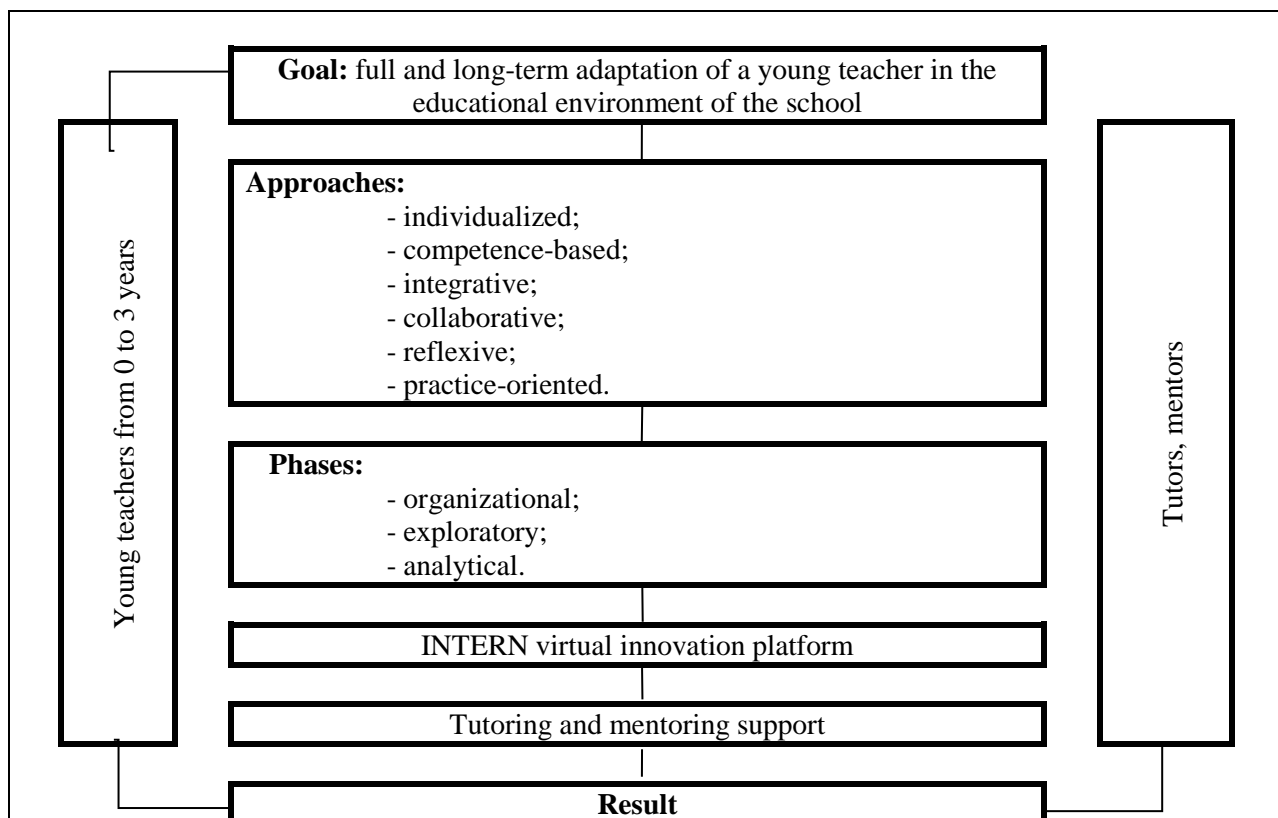 Goal: full and long-term adaptation of a young teacher in the
educational environment of the school
Young teachers from 0 to 3 years
Approaches:
- individualized;
- competence-based;
- integrative;
- collaborative;
- reflexive;
- practice-oriented.
Phases:
- organizational;
- exploratory;
- analytical.
INTERN virtual innovation platform
Tutoring and mentoring support
Result
Tutors, mentors